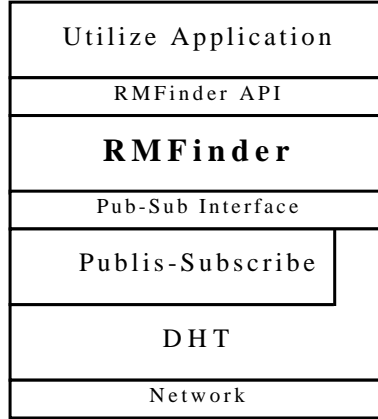 Utilize Application
RMFinder API
RMFinder
Pub-Sub Interface
Publis-Subscribe
DHT
Network